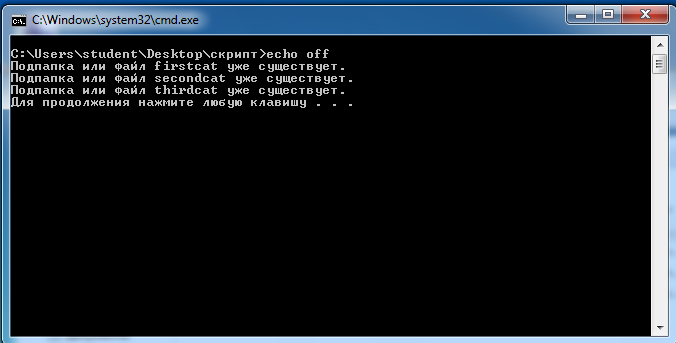 C:\Windows\system32\cmd.exe
C:\Users\student\Desktop\скрипт>echo off
Подпапка или файл firstcat уже существует.
Подпапка или файл secondcat уже существует.
Подпапка или файл thirdcat уже существует.
Для продолжения нажмите любую клавишу . . .